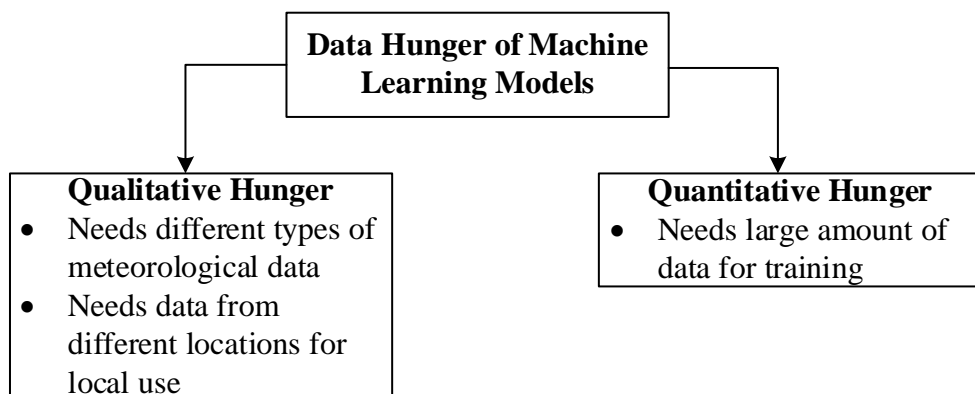 Data Hunger of Machine
Learning Models
Qualitative Hunger
• Needs different types of
meteorological data
• Needs data from
different locations for
local use
Quantitative Hunger
• Needs large amount of
data for training